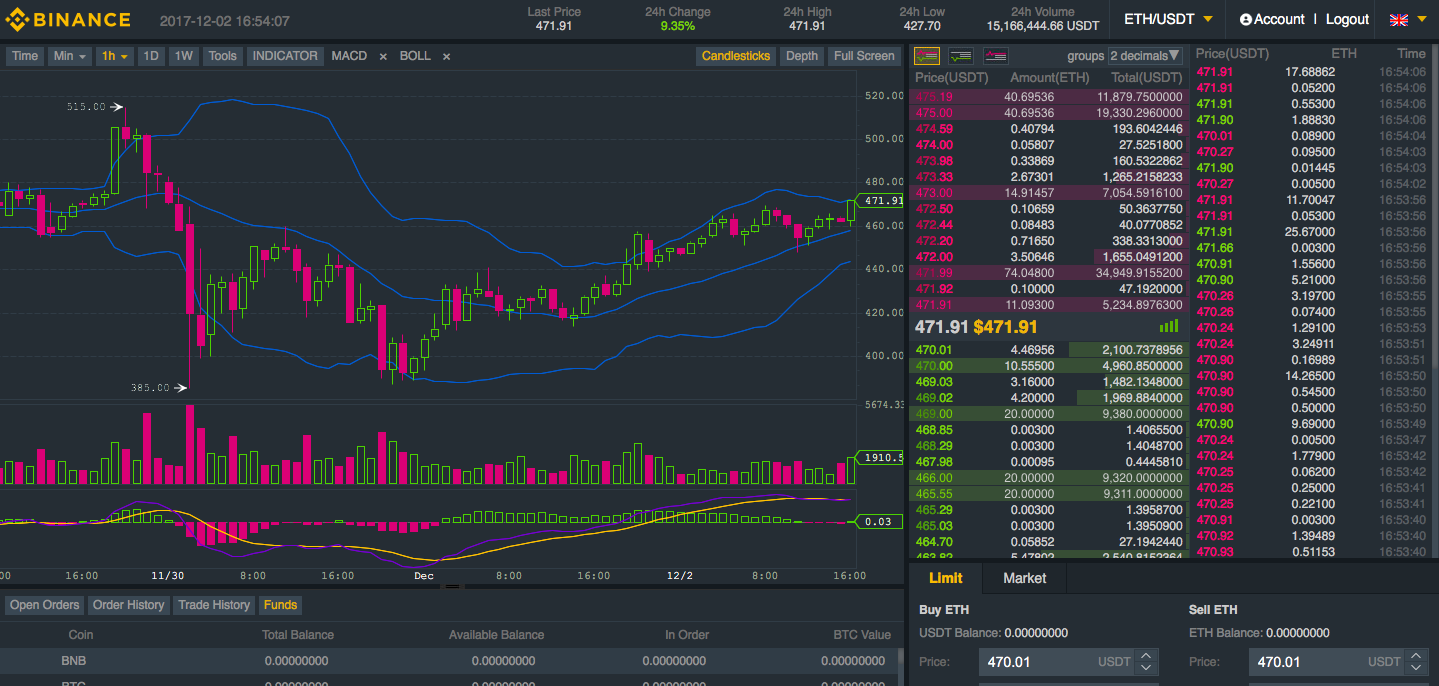 BINANCE 2017-12-02 16:54:07
Last Price 24h Change 24h High 24h Low 24h Volume
471.91 9.35% 471.91 427.70 15,166,444.66 USDT
ETH/USDT Account | Logout
Time Min 1h 1D 1W Tools INDICATOR MACD × BOLL × Candlesticks Depth Full Screen
515.00
385.00
520.00
500.00
480.00
471.91
460.00
440.00
420.00
400.00
5674.33
1910.5
0.03
00 16:00 11/30 8:00 16:00 Dec 8:00 16:00 12/2 8:00 16:00
Open Orders Order History Trade History Funds
Coin Total Balance Available Balance In Order BTC Value
BNB 0.00000000 0.00000000 0.00000000 0.00000000
BTC
groups 2 decimals
Price(USDT) Amount(ETH) Total(USDT)
475.19 40.69536 11,879.7500000
475.00 40.69536 19,330.2960000
474.59 0.40794 193.6042446
474.00 0.05807 27.5251800
473.98 0.33869 160.5322862
473.33 2.67301 1,265.2158233
473.00 14.91457 7,054.5916100
472.50 0.10659 50.3637750
472.44 0.08483 40.0770852
472.20 0.71650 338.3313000
472.00 3.50646 1,655.0491200
471.99 74.04800 34,949.9155200
471.92 0.10000 47.1920000
471.91 11.09300 5,234.8976300
471.91 $471.91
470.01 4.46956 2,100.7378956
470.00 10.55500 4,960.8500000
469.03 3.16000 1,482.1348000
469.02 4.20000 1,969.8840000
469.00 20.00000 9,380.0000000
468.85 0.00300 1.4065500
468.29 0.00300 1.4048700
467.98 0.00095 0.4445810
466.00 20.00000 9,320.0000000
465.55 20.00000 9,311.0000000
465.29 0.00300 1.3958700
465.03 0.00300 1.3950900
464.70 0.05852 27.1942440
463.82 5.47802 2,540.8152364
Price(USDT) ETH Time
471.91 17.68862 16:54:06
471.91 0.05200 16:54:06
471.91 0.55300 16:54:06
471.90 1.88830 16:54:06
470.01 0.08900 16:54:04
470.27 0.09500 16:54:03
471.90 0.01445 16:54:03
470.27 0.00500 16:54:02
471.91 11.70047 16:53:56
471.91 0.05300 16:53:56
471.91 25.67000 16:53:56
471.66 0.00300 16:53:56
470.91 1.55600 16:53:56
470.90 5.21000 16:53:56
470.26 3.19700 16:53:55
470.26 0.07400 16:53:55
470.24 1.29100 16:53:53
470.24 3.24911 16:53:51
470.90 0.16989 16:53:51
470.90 14.26500 16:53:50
470.90 0.54500 16:53:50
470.90 0.50000 16:53:50
470.90 9.69000 16:53:49
470.24 0.00500 16:53:47
470.24 1.77900 16:53:42
470.25 0.06200 16:53:42
470.25 0.25000 16:53:41
470.25 0.22100 16:53:41
470.91 0.00300 16:53:40
470.92 1.39489 16:53:40
470.93 0.51153 16:53:40
Limit Market
Buy ETH Sell ETH
USDT Balance: 0.00000000 ETH Balance: 0.00000000
Price: 470.01 USDT Price: 470.01 USDT